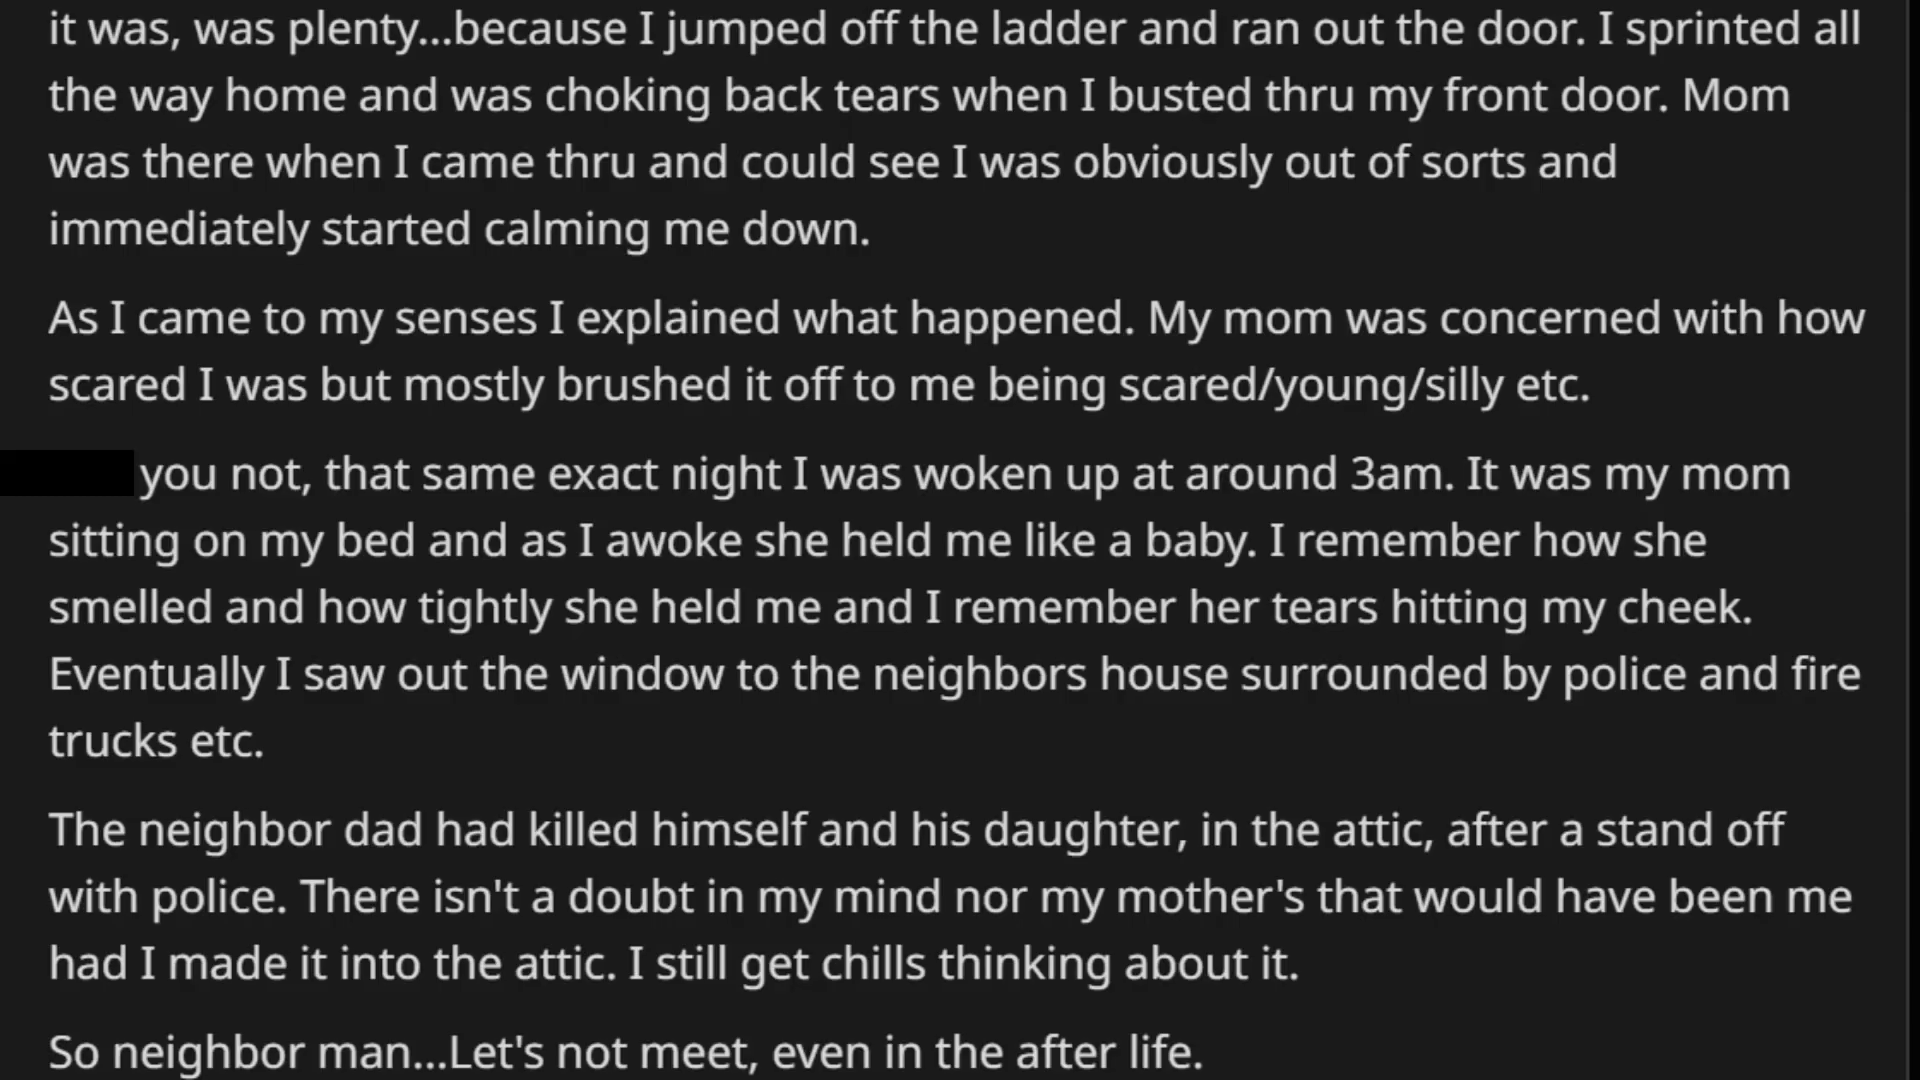 it was, was plenty...because I jumped off the ladder and ran out the door. I sprinted all
the way home and was choking back tears when I busted thru my front door. Mom
was there when I came thru and could see I was obviously out of sorts and
immediately started calming me down.
As I came to my senses I explained what happened. My mom was concerned with how
scared I was but mostly brushed it off to me being scared/young/silly etc.
you not, that same exact night I was woken up at around 3am. It was my mom
sitting on my bed and as I awoke she held me like a baby. I remember how she
smelled and how tightly she held me and I remember her tears hitting my cheek.
Eventually I saw out the window to the neighbors house surrounded by police and fire
trucks etc.
The neighbor dad had killed himself and his daughter, in the attic, after a stand off
with police. There isn't a doubt in my mind nor my mother's that would have been me
had I made it into the attic. I still get chills thinking about it.
So neighbor man...Let's not meet, even in the after life.